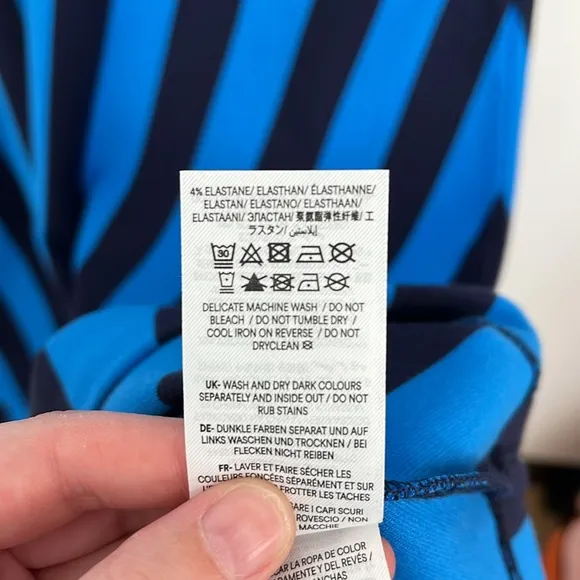 4% ELASTANE/ ELASTHAN/ ÉLASTHANNE/
ELASTAN/ ELASTANO/ ELASTHAAN/
ELASTAANI/ ЭЛАСТАН/ 聚氨酯弹性纤维/ エ
ラスタン/ إيلاستين/
30
DELICATE MACHINE WASH / DO NOT
BLEACH / DO NOT TUMBLE DRY /
COOL IRON ON REVERSE / DO NOT
DRYCLEAN
UK- WASH AND DRY DARK COLOURS
SEPARATELY AND INSIDE OUT / DO NOT
RUB STAINS
DE- DUNKLE FARBEN SEPARAT UND AUF
LINKS WASCHEN UND TROCKNEN / BEI
FLECKEN NICHT REIBEN
FR- LAVER ET FAIRE SÉCHER LES
COULEURS FONCÉES SÉPARÉMENT ET SUR
FROTTER LES TACHES
I CAPI SCURI
ROVESCIO / NON
MACCHIE
LA ROPA DE COLOR
Y DEL